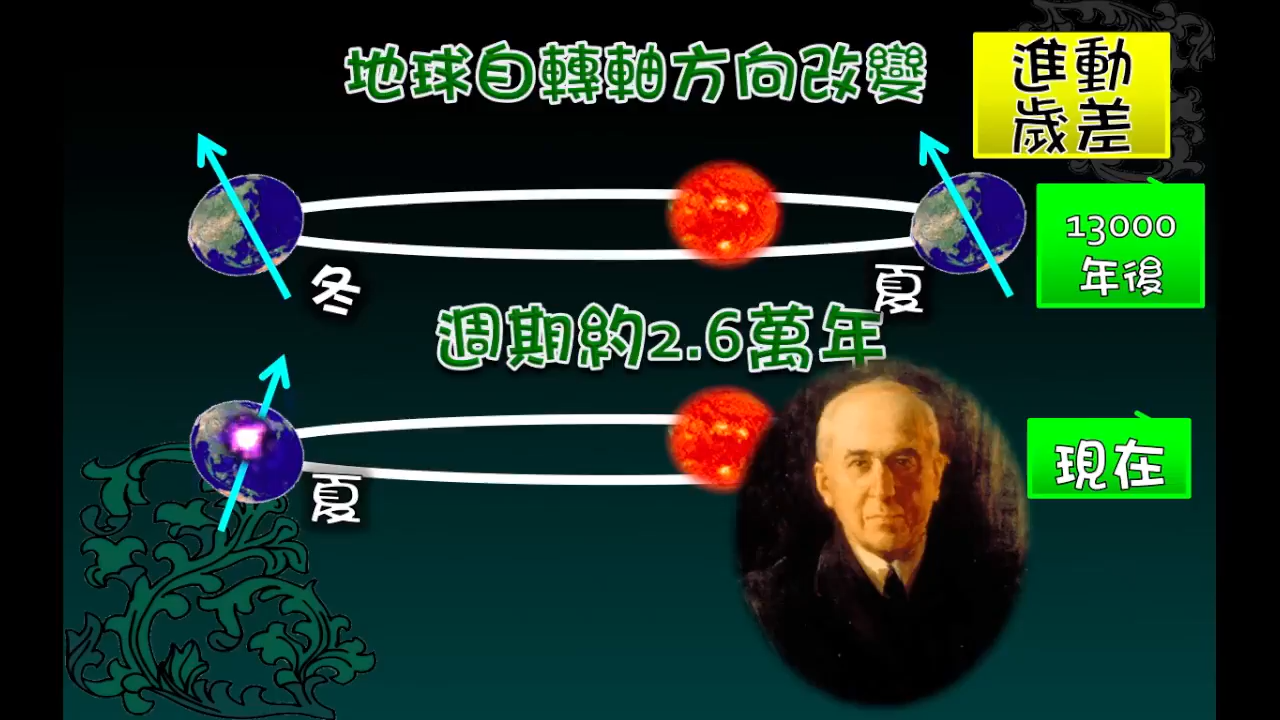 地球自轉軸方向改變
進動
歲差
13000
年後
冬
夏
週期約2.6萬年
現在
夏